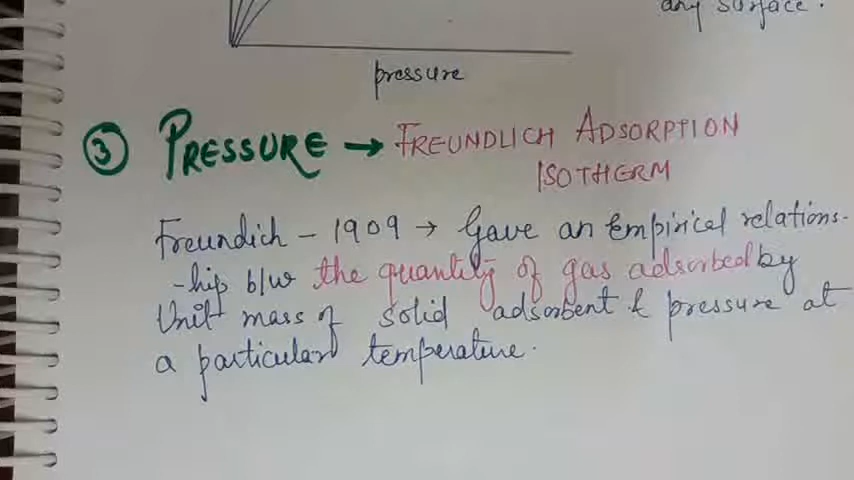 any surface.
pressure
③ PRESSURE → FREUNDLICH ADSORPTION
ISOTHERM
Freundich – 1909 → Gave an empirical relations-
-hip b/w the quantity of gas adsorbed by
Unit mass of solid adsorbent & pressure at
a particular temperature.